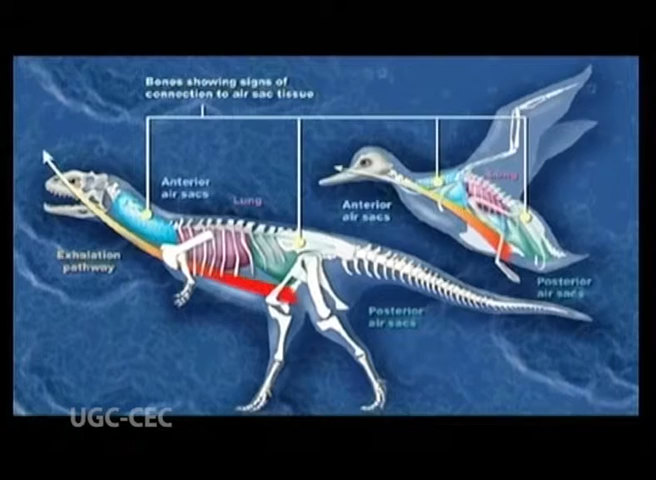 Bones showing signs of
connection to air sac tissue
Anterior
air sacs
Lung
Exhalation
pathway
Posterior
air sacs
Anterior
air sacs
Lung
Posterior
air sacs
UGC-CEC